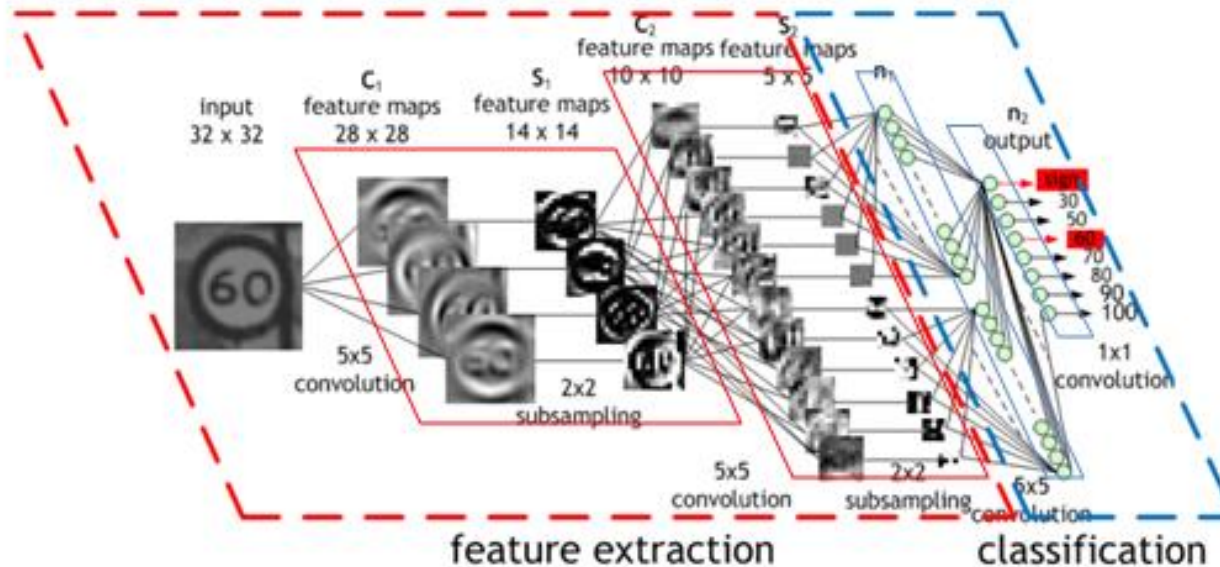 input
32 x 32
C₁
feature maps
28 x 28
S₁
feature maps
14 x 14
C₂
feature maps
10 x 10
S₂
feature maps
5 x 5
n₁
n₂
output
60
sign
30
50
60
70
80
90
100
5x5
convolution
2x2
subsampling
5x5
convolution
2x2
subsampling
5x5
convolution
1x1
convolution
feature extraction
classification